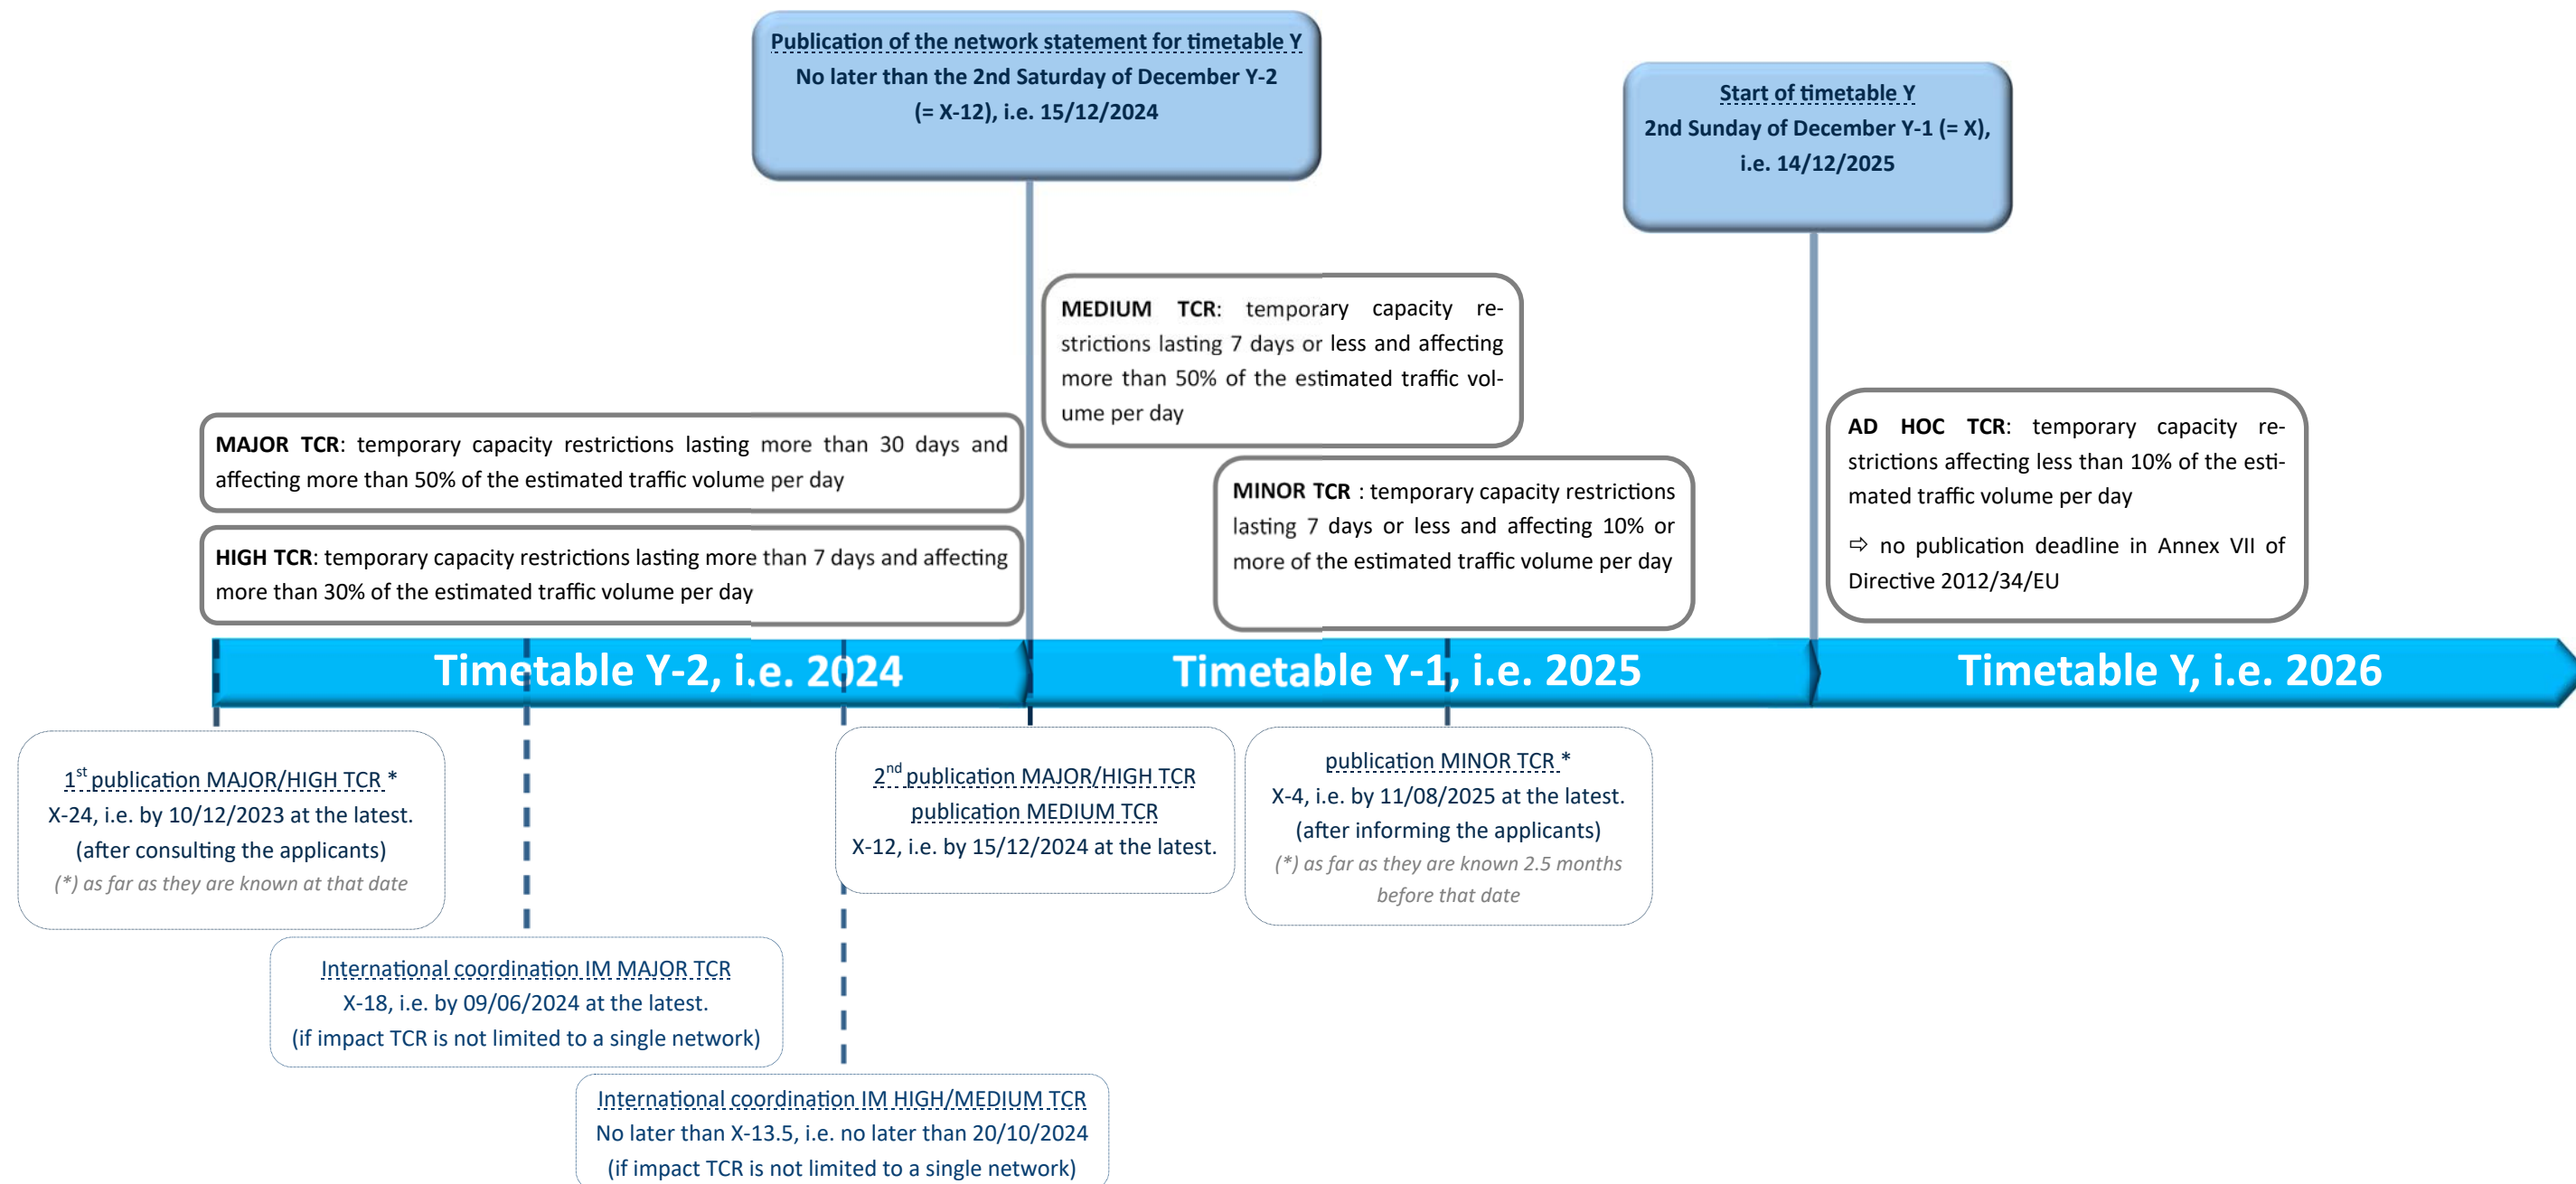 Publication of the network statement for timetable Y
No later than the 2nd Saturday of December Y-2
(= X-12), i.e. 15/12/2024
Start of timetable Y
2nd Sunday of December Y-1 (= X),
i.e. 14/12/2025
MEDIUM TCR: temporary capacity re-
strictions lasting 7 days or less and affecting
more than 50% of the estimated traffic vol-
ume per day
MAJOR TCR: temporary capacity restrictions lasting more than 30 days and
affecting more than 50% of the estimated traffic volume per day
HIGH TCR: temporary capacity restrictions lasting more than 7 days and affecting
more than 30% of the estimated traffic volume per day
MINOR TCR : temporary capacity restrictions
lasting 7 days or less and affecting 10% or
more of the estimated traffic volume per day
AD HOC TCR: temporary capacity re-
strictions affecting less than 10% of the esti-
mated traffic volume per day
⇨ no publication deadline in Annex VII of
Directive 2012/34/EU
Timetable Y-2, i.e. 2024
Timetable Y-1, i.e. 2025
Timetable Y, i.e. 2026
1st publication MAJOR/HIGH TCR *
X-24, i.e. by 10/12/2023 at the latest.
(after consulting the applicants)
(*) as far as they are known at that date
2nd publication MAJOR/HIGH TCR
publication MEDIUM TCR
X-12, i.e. by 15/12/2024 at the latest.
publication MINOR TCR *
X-4, i.e. by 11/08/2025 at the latest.
(after informing the applicants)
(*) as far as they are known 2.5 months
before that date
International coordination IM MAJOR TCR
X-18, i.e. by 09/06/2024 at the latest.
(if impact TCR is not limited to a single network)
International coordination IM HIGH/MEDIUM TCR
No later than X-13.5, i.e. no later than 20/10/2024
(if impact TCR is not limited to a single network)